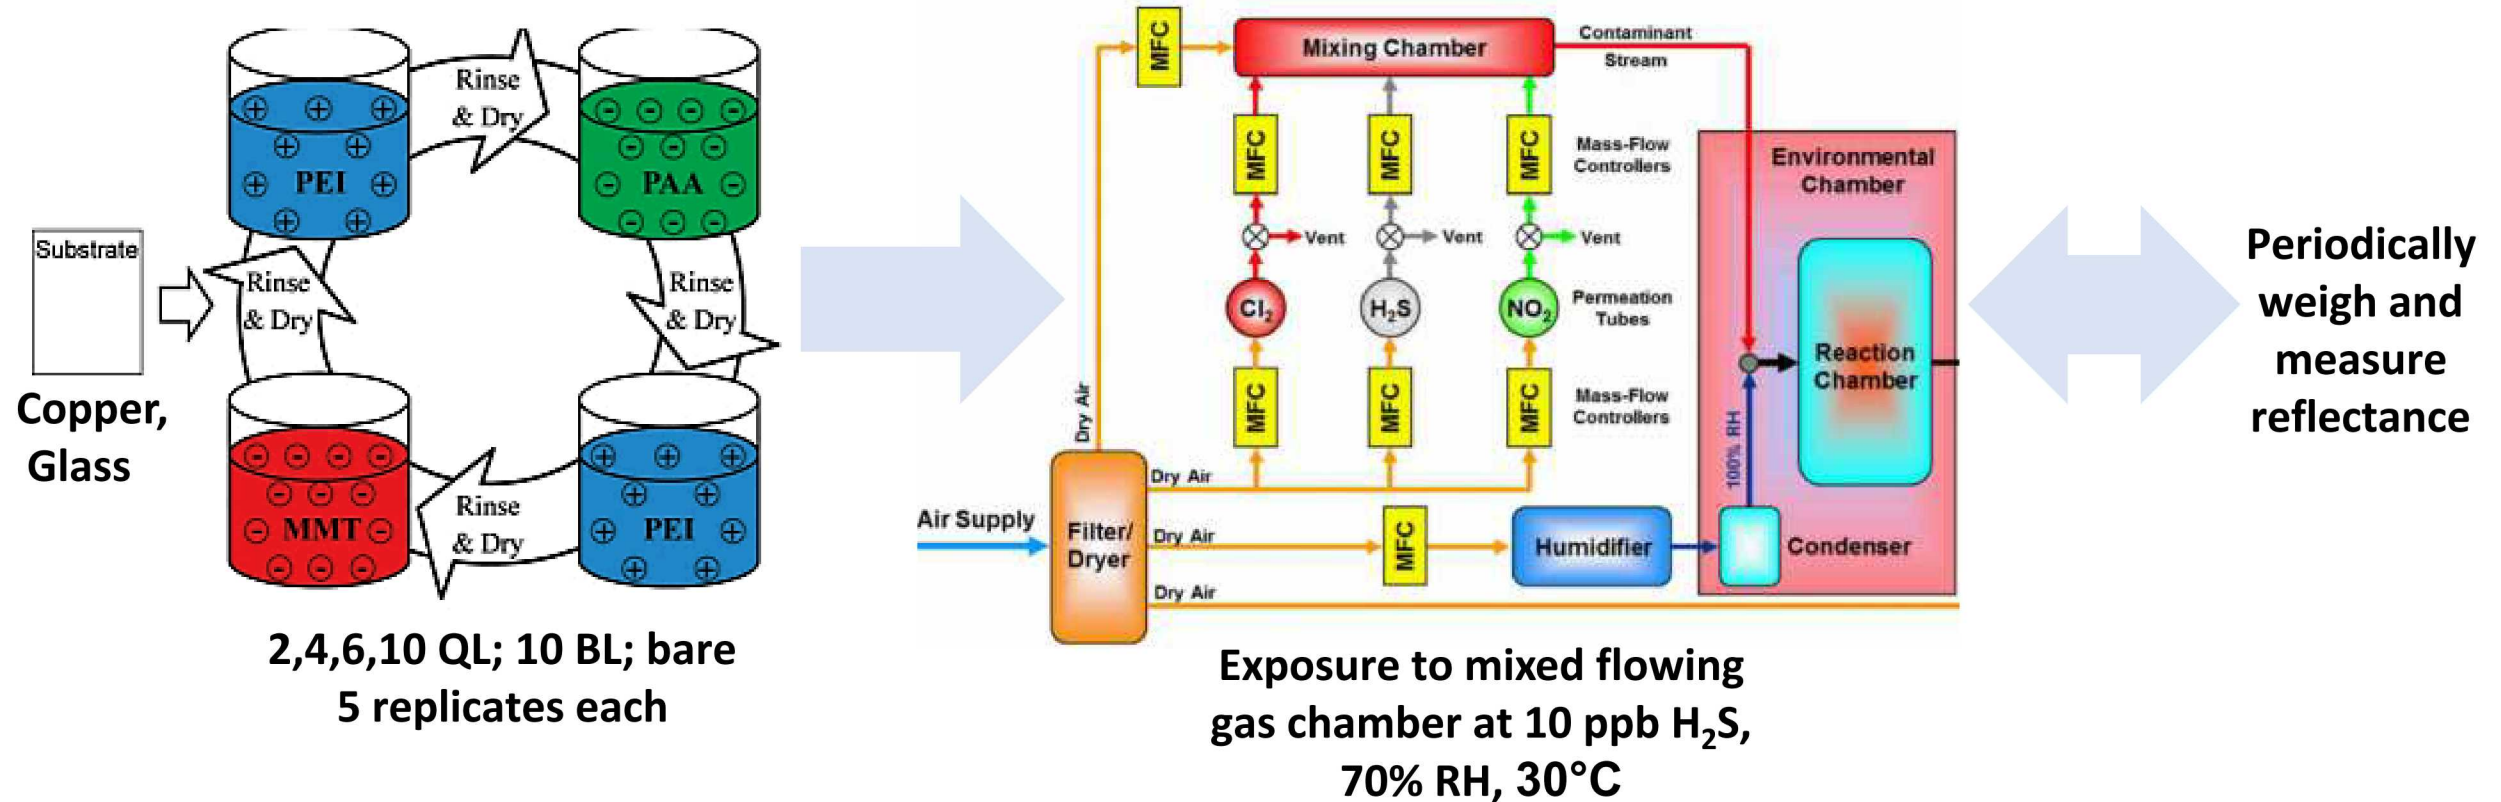 Substrate
Copper,
Glass
PEI
Rinse
& Dry
PAA
Rinse
& Dry
PEI
Rinse
& Dry
MMT
Rinse
& Dry
2,4,6,10 QL; 10 BL; bare
5 replicates each
MFC
Mixing Chamber
Contaminant
Stream
MFC
MFC
MFC
Mass-Flow
Controllers
Vent
Vent
Vent
Cl₂
H₂S
NO₂
Permeation
Tubes
MFC
MFC
MFC
Mass-Flow
Controllers
Dry Air
Dry Air
Air Supply
Filter/
Dryer
Dry Air
MFC
Humidifier
Dry Air
Environmental
Chamber
Reaction
Chamber
100% RH
Condenser
Exposure to mixed flowing
gas chamber at 10 ppb H₂S,
70% RH, 30°C
Periodically
weigh and
measure
reflectance